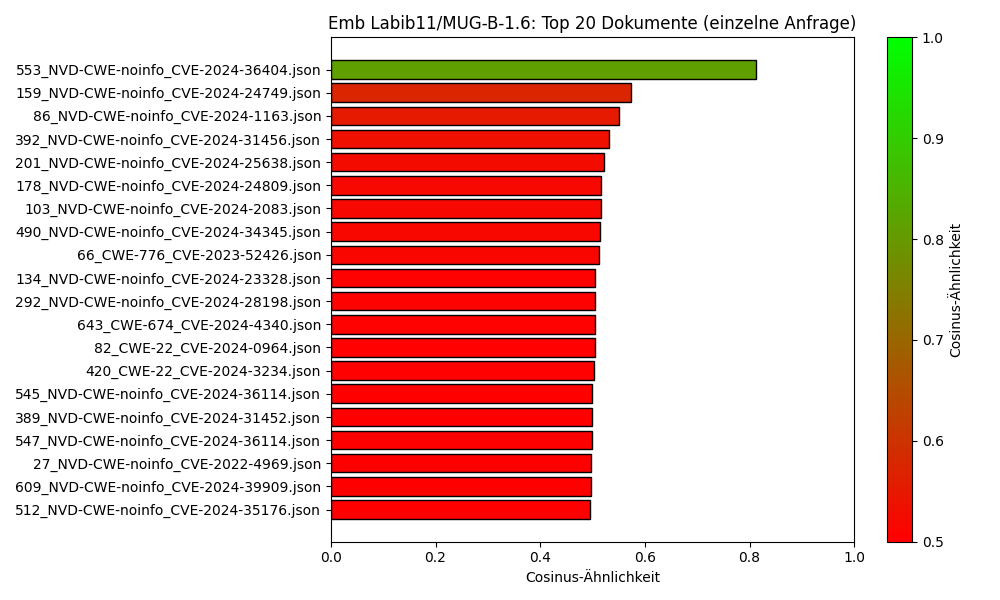 Emb Labib11/MUG-B-1.6: Top 20 Dokumente (einzelne Anfrage)
553_NVD-CWE-noinfo_CVE-2024-36404.json
159_NVD-CWE-noinfo_CVE-2024-24749.json
86_NVD-CWE-noinfo_CVE-2024-1163.json
392_NVD-CWE-noinfo_CVE-2024-31456.json
201_NVD-CWE-noinfo_CVE-2024-25638.json
178_NVD-CWE-noinfo_CVE-2024-24809.json
103_NVD-CWE-noinfo_CVE-2024-2083.json
490_NVD-CWE-noinfo_CVE-2024-34345.json
66_CWE-776_CVE-2023-52426.json
134_NVD-CWE-noinfo_CVE-2024-23328.json
292_NVD-CWE-noinfo_CVE-2024-28198.json
643_CWE-674_CVE-2024-4340.json
82_CWE-22_CVE-2024-0964.json
420_CWE-22_CVE-2024-3234.json
545_NVD-CWE-noinfo_CVE-2024-36114.json
389_NVD-CWE-noinfo_CVE-2024-31452.json
547_NVD-CWE-noinfo_CVE-2024-36114.json
27_NVD-CWE-noinfo_CVE-2022-4969.json
609_NVD-CWE-noinfo_CVE-2024-39909.json
512_NVD-CWE-noinfo_CVE-2024-35176.json
0.0 0.2 0.4 0.6 0.8 1.0
Cosinus-Ähnlichkeit
1.0
0.9
0.8
0.7
0.6
0.5
Cosinus-Ähnlichkeit